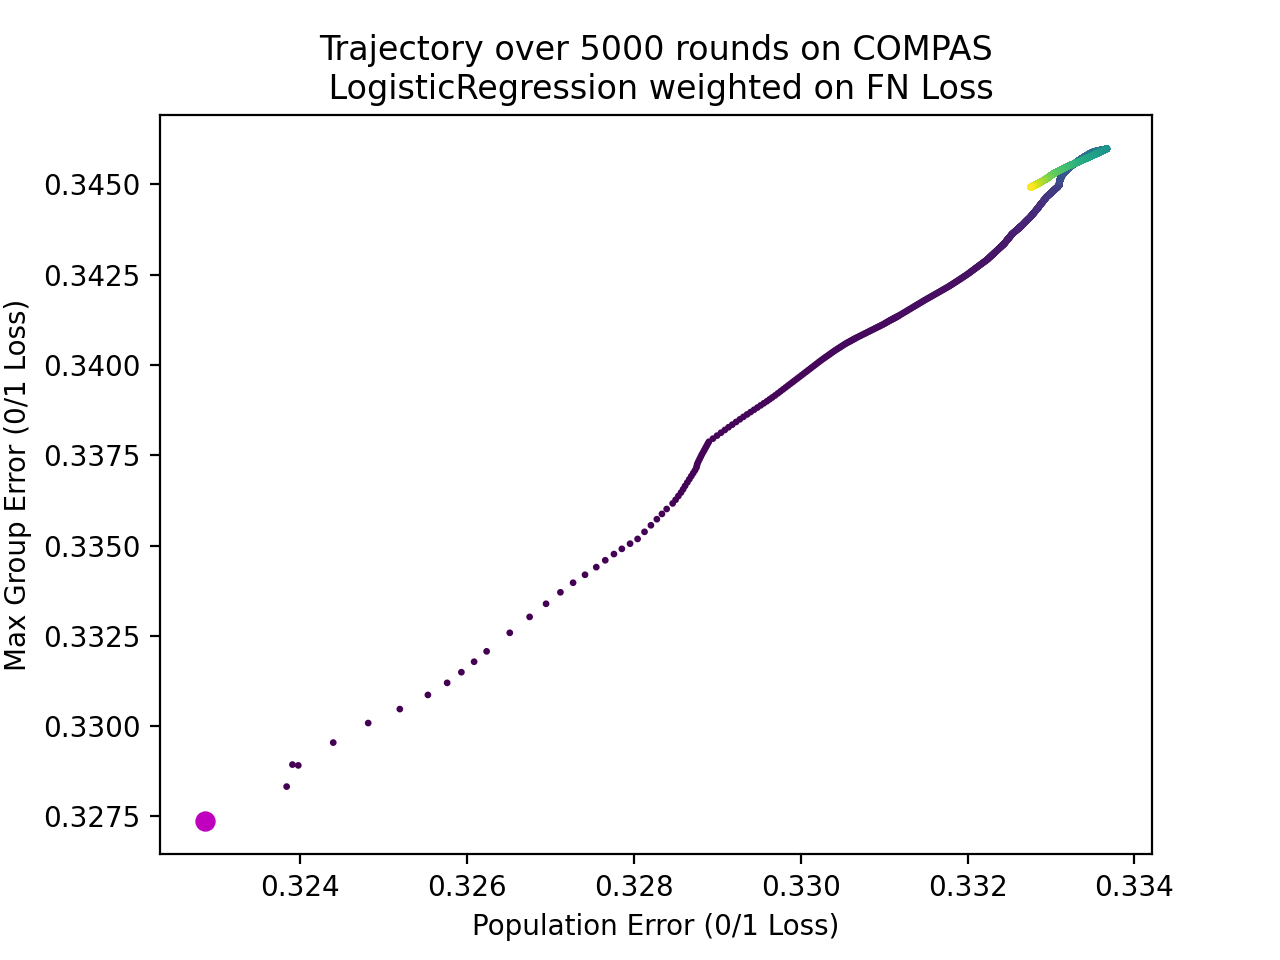 Trajectory over 5000 rounds on COMPAS
LogisticRegression weighted on FN Loss
Max Group Error (0/1 Loss)
0.3450
0.3425
0.3400
0.3375
0.3350
0.3325
0.3300
0.3275
0.324 0.326 0.328 0.330 0.332 0.334
Population Error (0/1 Loss)